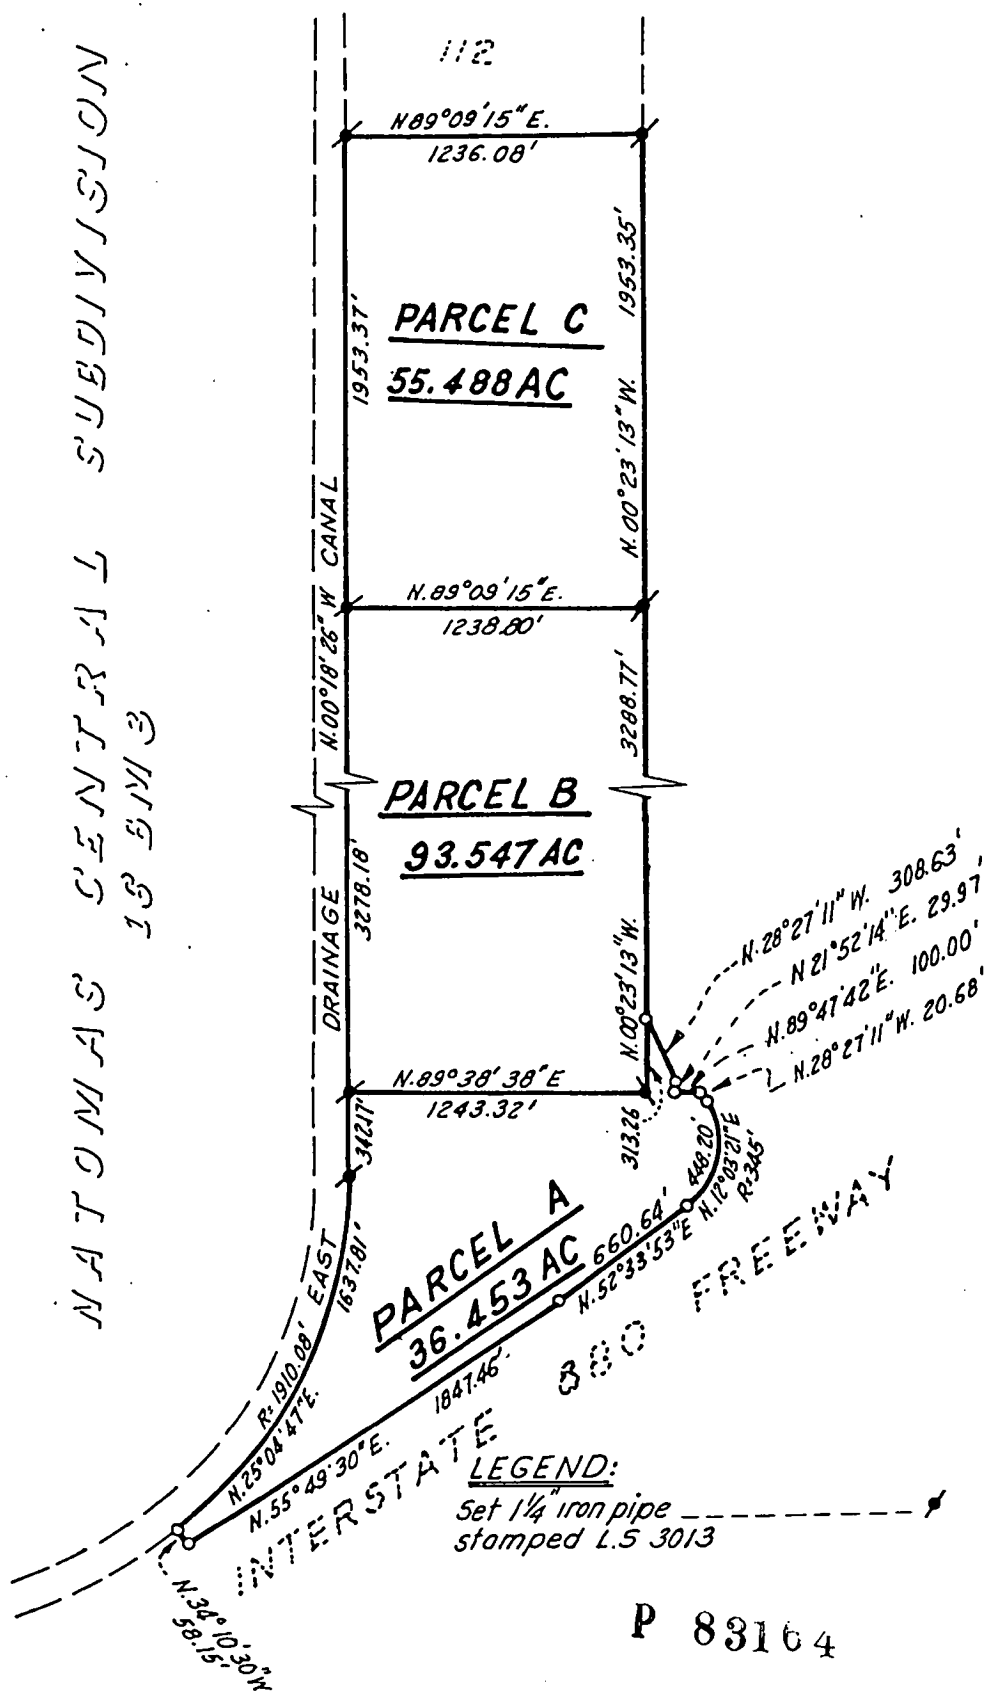 112
N89°09'15"E.
1236.08'
NATOMAS CENTRAL SUBDIVISION
1953.37'
PARCEL C
55.488 AC
N.00°23'13"W. 1953.35'
N.89°09'15"E.
1238.80'
N.00°18'26"W
DRAINAGE CANAL
3288.77'
PARCEL B
93.547 AC
3278.18'
N.00°23'13"W.
N.28°27'11"W. 308.63'
N21°52'14"E. 29.97'
N.89°47'42"E. 100.00'
N.28°27'11"W. 20.68'
N.89°38'38"E
1243.32'
342.17'
313.26
448.20'
N.12°03'21"E
R=345'
PARCEL A
36.453 AC
660.64'
N.52°33'53"E
EAST
1637.81'
R=1910.08'
N.25°04'47"E.
1847.46'
N.55°49'30"E.
INTERSTATE 880 FREEWAY
N.34°10'30"W
58.15'
LEGEND:
Set 1¼" iron pipe
stamped L.S 3013
P 83164